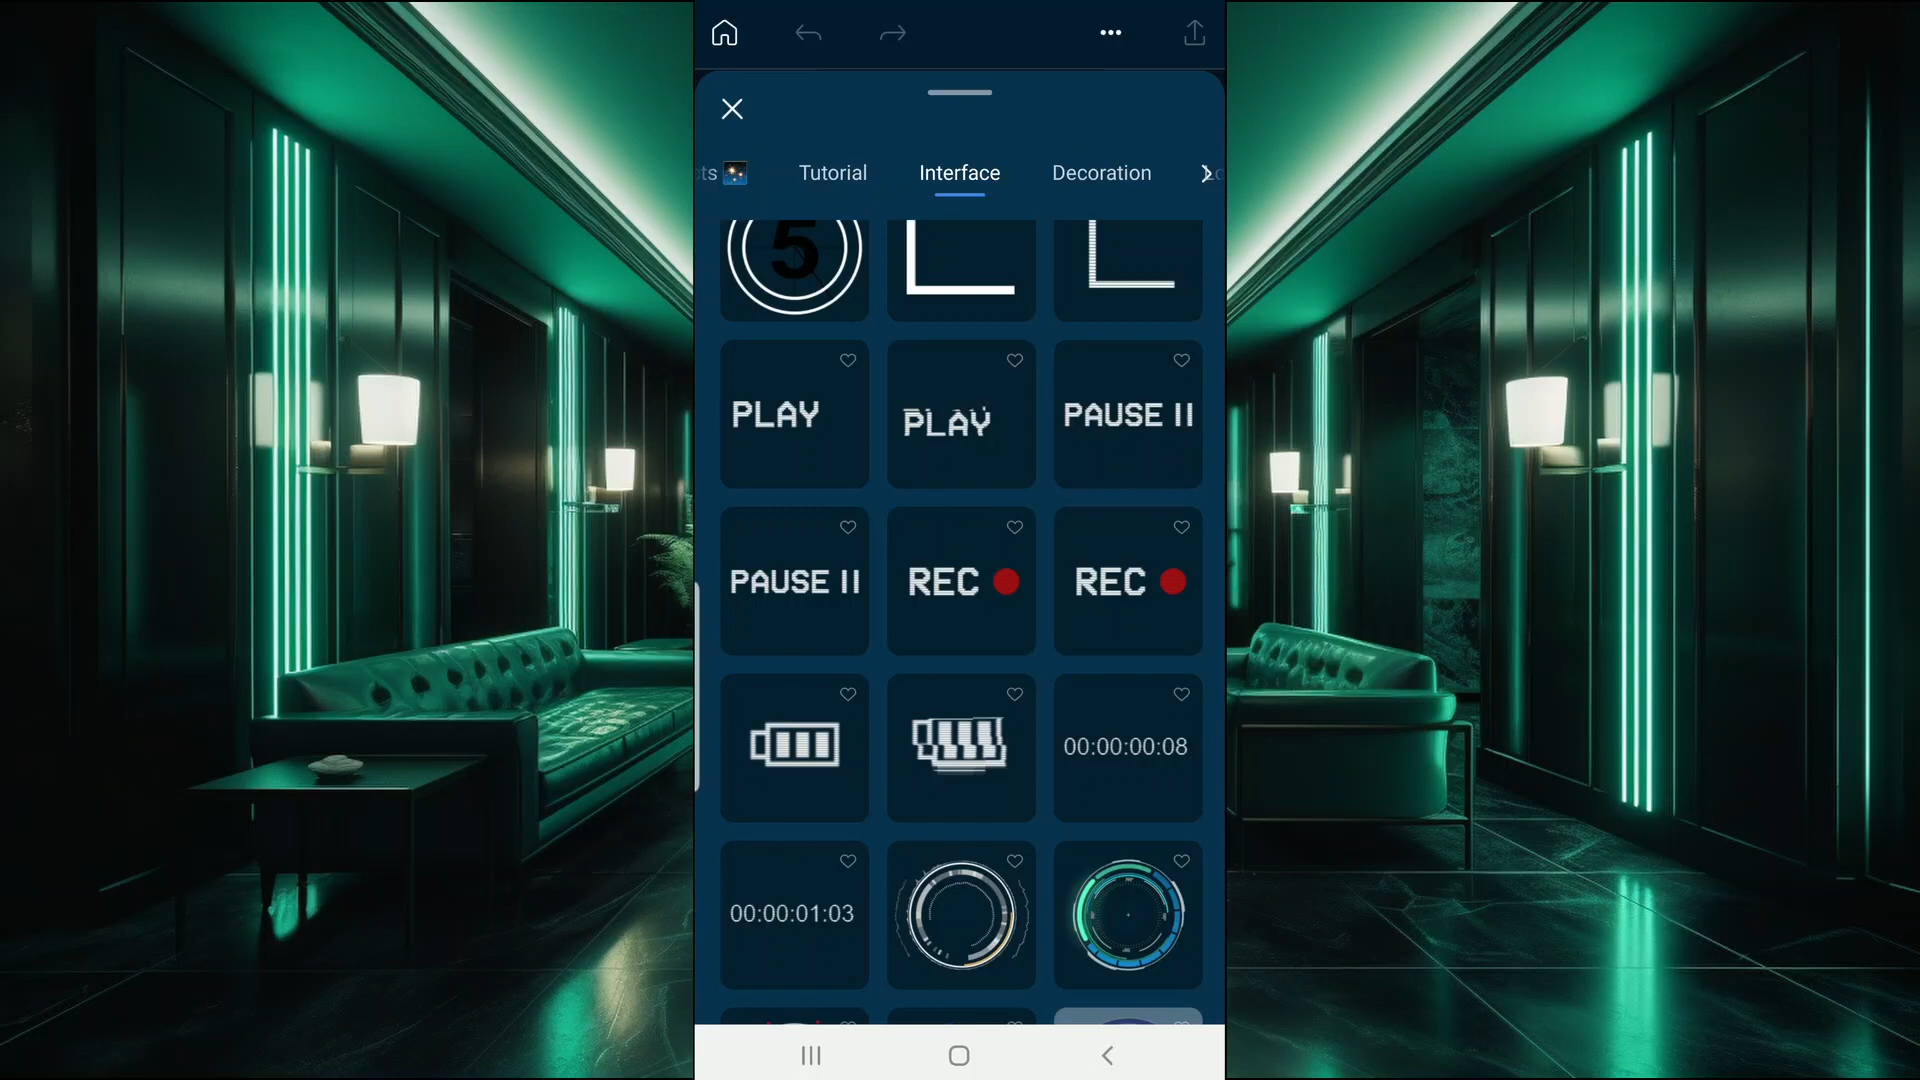 Tutorial Interface Decoration
5
PLAY PLAY PAUSE II
PAUSE II REC REC
00:00:00:08
00:00:01:03